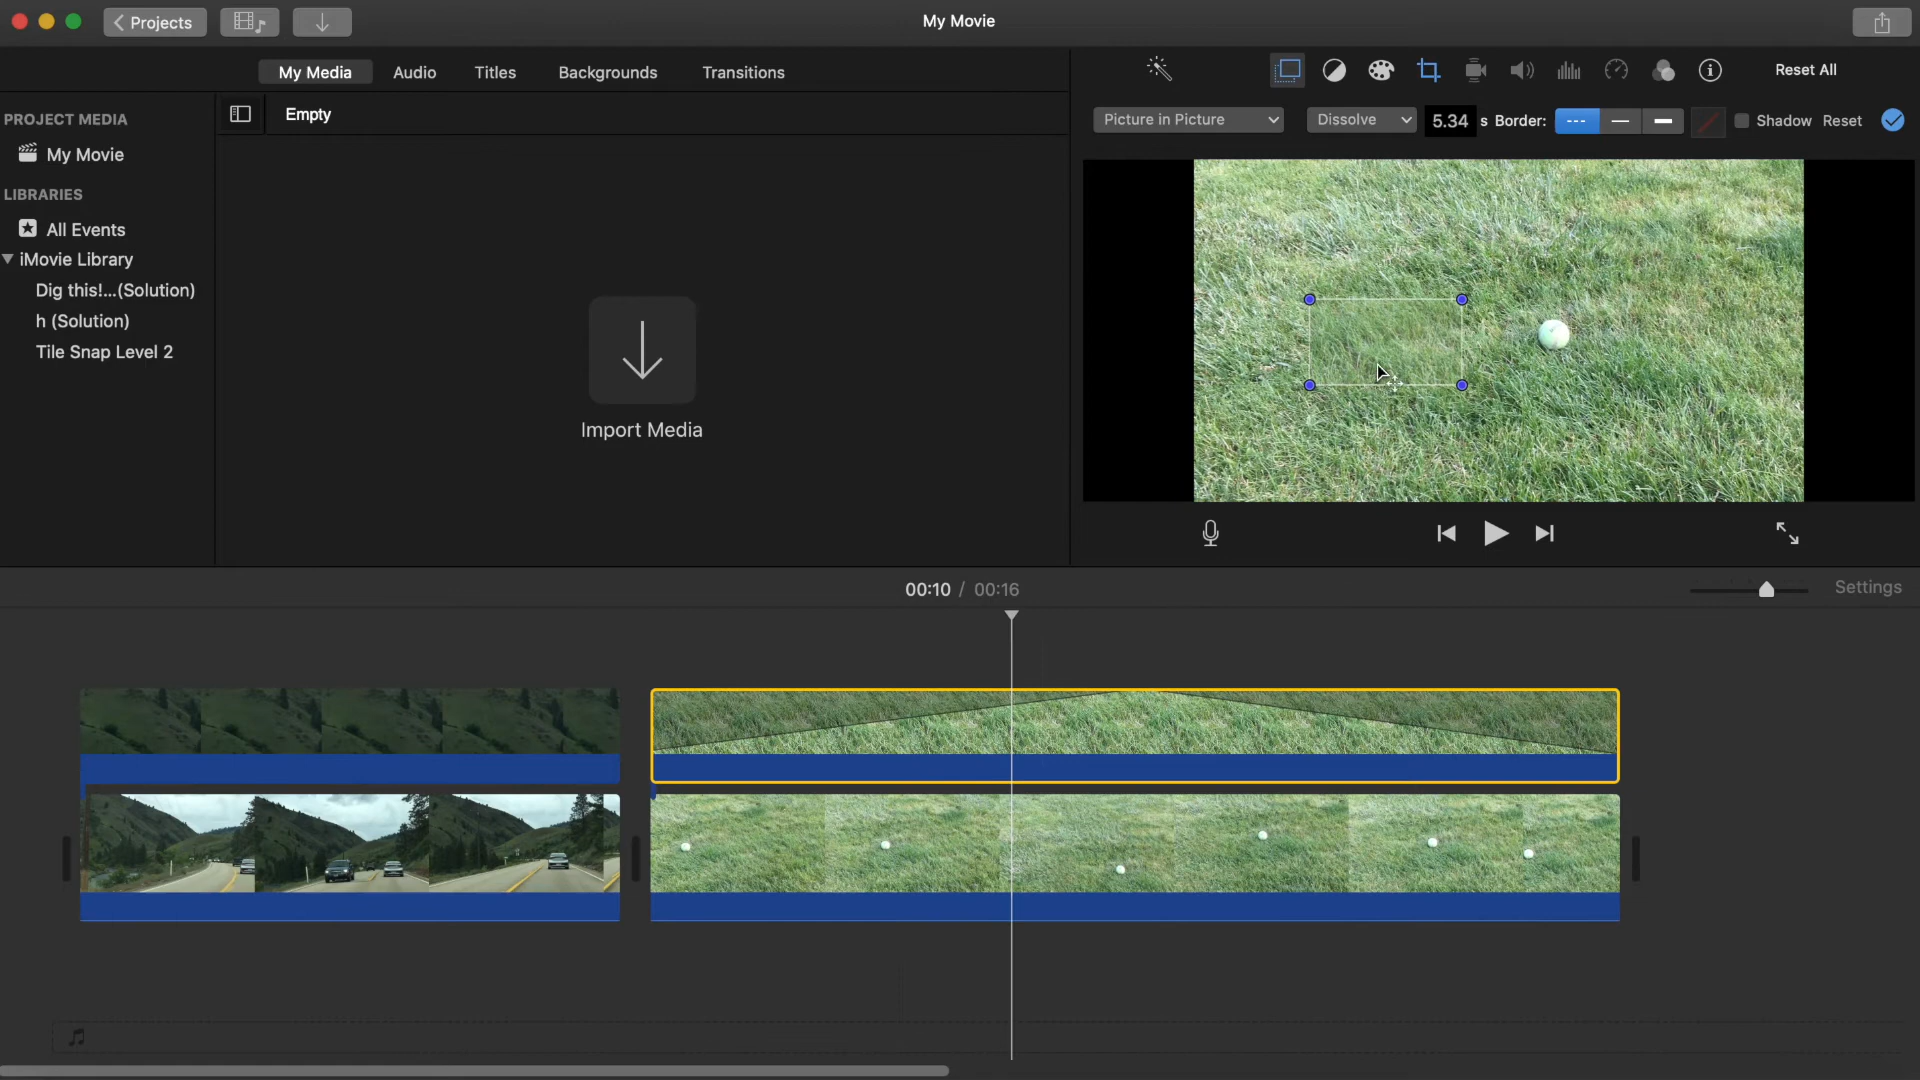 Projects
My Movie
My Media Audio Titles Backgrounds Transitions
Reset All
Empty
Picture in Picture Dissolve 5.34 s Border: Shadow Reset
PROJECT MEDIA
My Movie
LIBRARIES
All Events
iMovie Library
Dig this!...(Solution)
h (Solution)
Tile Snap Level 2
Import Media
00:10 / 00:16
Settings